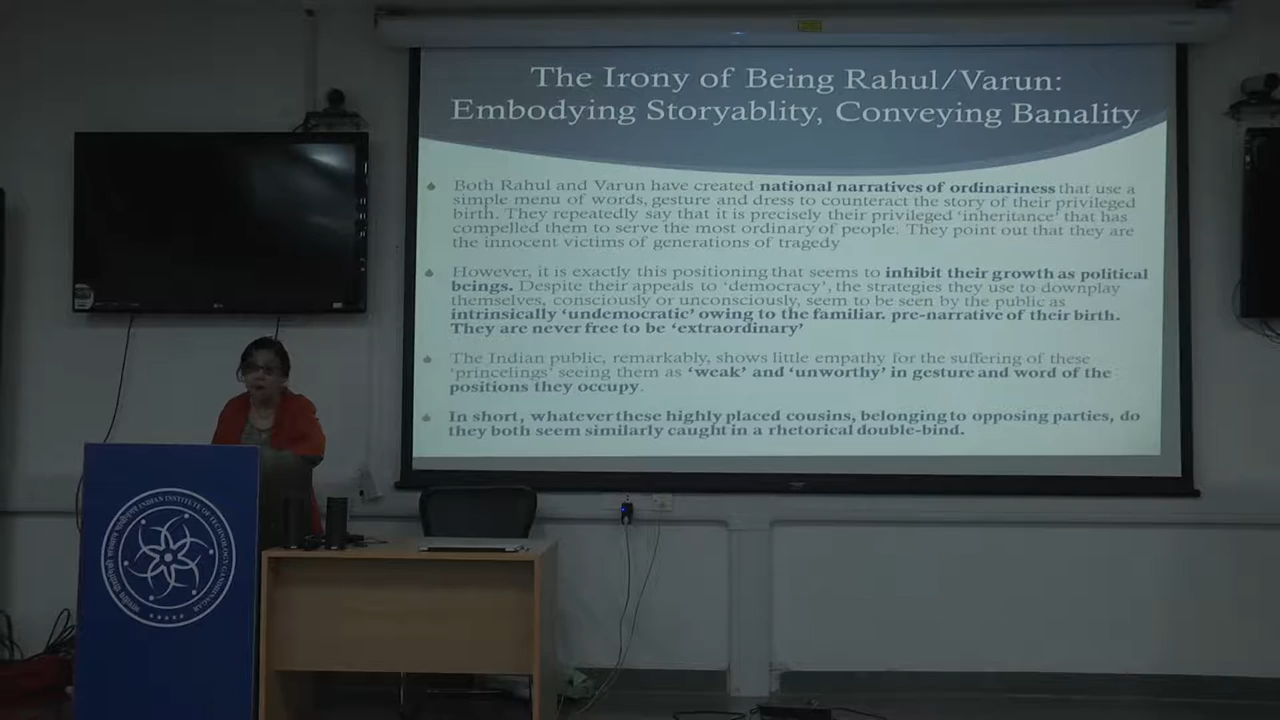 The Irony of Being Rahul/Varun:
Embodying Storyablity, Conveying Banality
Both Rahul and Varun have created national narratives of ordinariness that use a
simple menu of words, gesture and dress to counteract the story of their privileged
birth. They repeatedly say that it is precisely their privileged 'inheritance' that has
compelled them to serve the most ordinary of people. They point out that they are
the innocent victims of generations of tragedy
However, it is exactly this positioning that seems to inhibit their growth as political
beings. Despite their appeals to 'democracy', the strategies they use to downplay
themselves, consciously or unconsciously, seem to be seen by the public as
intrinsically 'undemocratic' owing to the familiar. pre-narrative of their birth.
They are never free to be 'extraordinary'
The Indian public, remarkably, shows little empathy for the suffering of these
'princelings' seeing them as 'weak' and 'unworthy' in gesture and word of the
positions they occupy.
In short, whatever these highly placed cousins, belonging to opposing parties, do
they both seem similarly caught in a rhetorical double-bind.
INDIAN INSTITUTE OF TECHNOLOGY GANDHINAGAR
LG